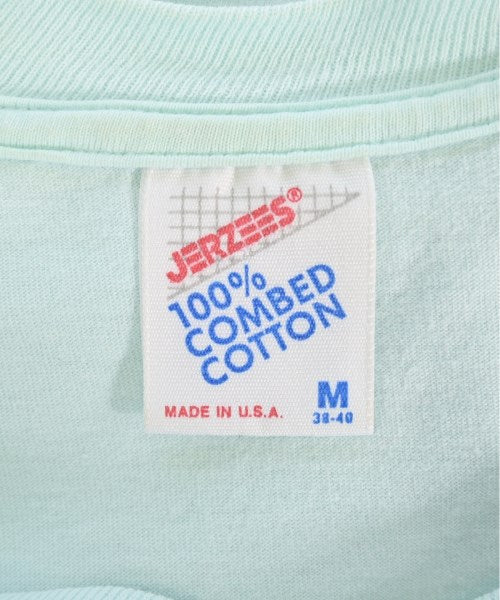 JERZEES®
100%
COMBED
COTTON
M
38-40
MADE IN U.S.A.